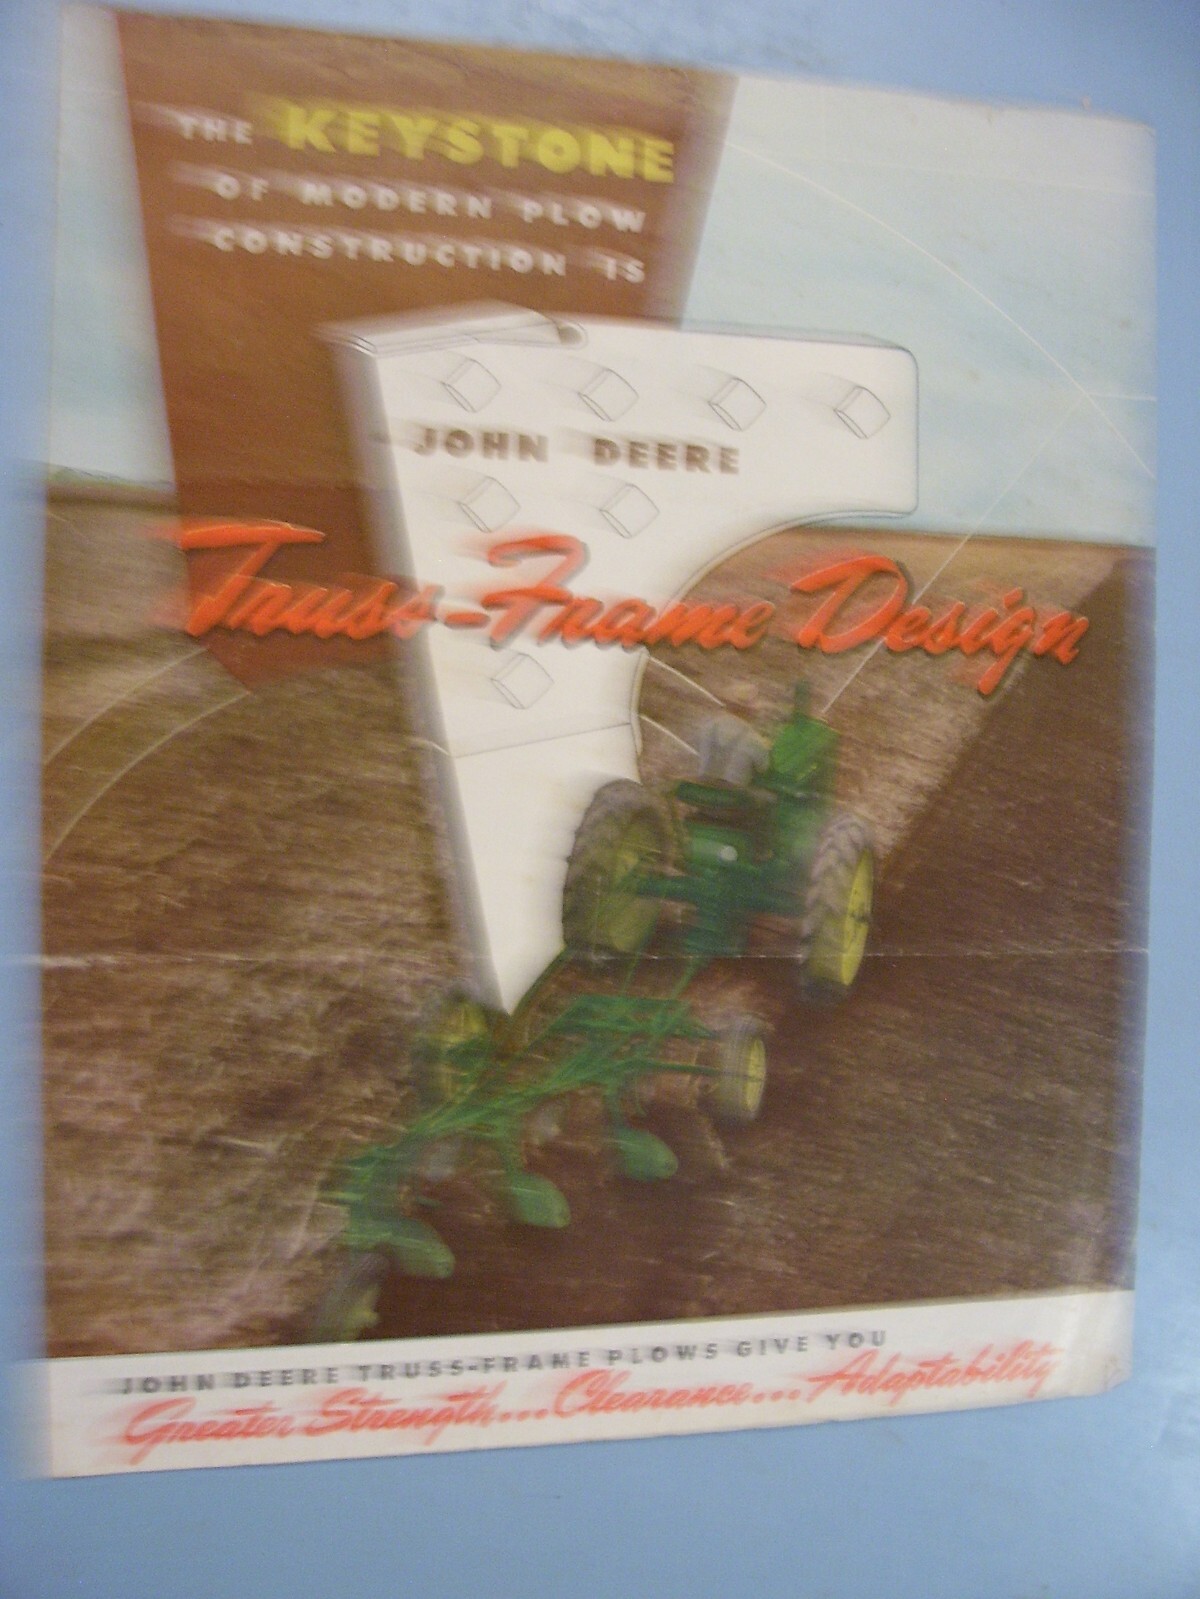 THE KEYSTONE
OF MODERN PLOW
CONSTRUCTION IS
JOHN DEERE
Truss-Frame Design
JOHN DEERE TRUSS-FRAME PLOWS GIVE YOU
Greater Strength...Clearance...Adaptability